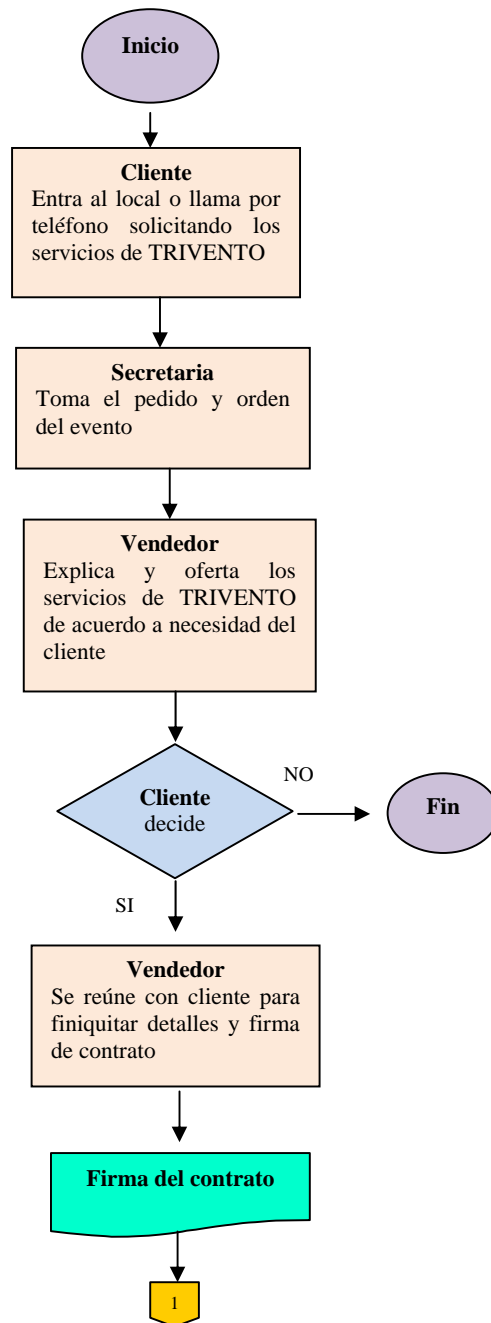 Inicio
Cliente
Entra al local o llama por
teléfono solicitando los
servicios de TRIVENTO
Secretaria
Toma el pedido y orden
del evento
Vendedor
Explica y oferta los
servicios de TRIVENTO
de acuerdo a necesidad del
cliente
Cliente
decide
NO
Fin
SI
Vendedor
Se reúne con cliente para
finiquitar detalles y firma
de contrato
Firma del contrato
1